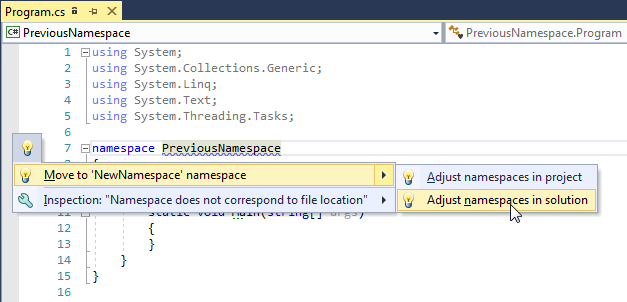 Program.cs
C# PreviousNamespace PreviousNamespace.Program
1 using System;
2 using System.Collections.Generic;
3 using System.Linq;
4 using System.Text;
5 using System.Threading.Tasks;
6
7 namespace PreviousNamespace
Move to 'NewNamespace' namespace
Adjust namespaces in project
Inspection: "Namespace does not correspond to file location"
Adjust namespaces in solution
11 static void Main(string[] args)
12 {
13 }
14 }
15 }
16